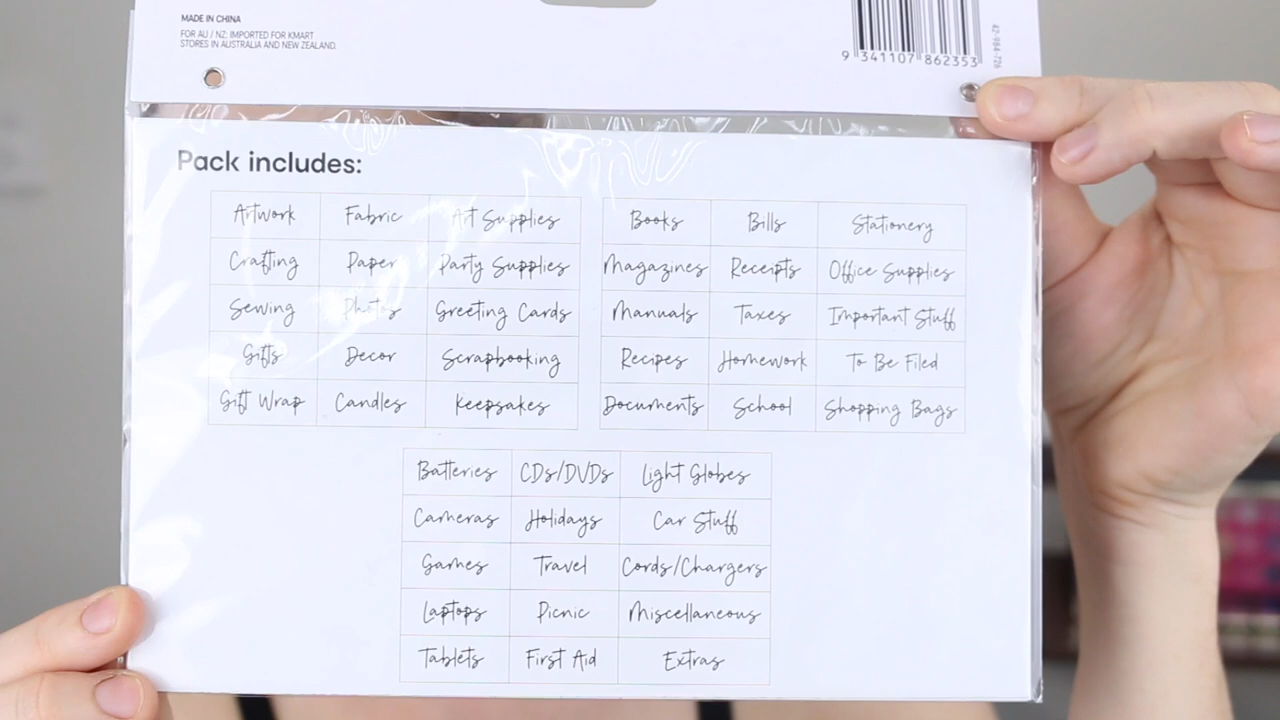 MADE IN CHINA
FOR AU / NZ: IMPORTED FOR KMART
STORES IN AUSTRALIA AND NEW ZEALAND.
9 341107 862353
42-984-726
Pack includes:
Artwork Fabric Art Supplies
Crafting Paper Party Supplies
Sewing Photos Greeting Cards
Gifts Decor Scrapbooking
Gift Wrap Candles Keepsakes
Books Bills Stationery
Magazines Receipts Office Supplies
Manuals Taxes Important Stuff
Recipes Homework To Be Filed
Documents School Shopping Bags
Batteries CDs/DVDs Light Globes
Cameras Holidays Car Stuff
Games Travel Cords/Chargers
Laptops Picnic Miscellaneous
Tablets First Aid Extras